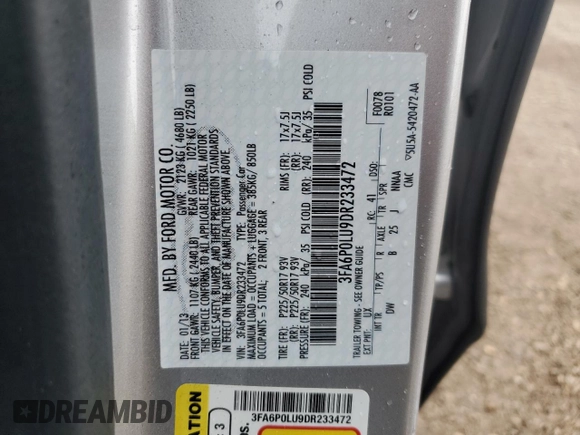 MFD. BY FORD MOTOR CO.
DATE: 01/13 GVWR: 2123 KG ( 4680 LB)
FRONT GAWR: 1107 KG ( 2440LB) REAR GAWR: 1021 KG ( 2250 LB)
THIS VEHICLE CONFORMS TO ALL APPLICABLE FEDERAL MOTOR
VEHICLE SAFETY, BUMPER, AND THEFT PREVENTION STANDARDS
IN EFFECT ON THE DATE OF MANUFACTURE SHOWN ABOVE.
VIN: 3FA6P0LU9DR233472 TYPE: Passenger Car
MAXIMUM LOAD = OCCUPANTS + LUGGAGE = 385KG/ 850LB
OCCUPANTS = 5 TOTAL: 2 FRONT, 3 REAR
TIRE (FR): P225/50R17 93V RIMS (FR): 17x7.5J
(RR): P225/50R17 93V (RR): 17x7.5J
PRESSURE (FR): 240 kPa/ 35 PSI COLD (RR): 240 kPa/ 35 PSI COLD
3FA6P0LU9DR233472
TRAILER TOWING - SEE OWNER GUIDE
F007B
R0101
EXT PNT: UX RC: 41 DSO:
INT TR TP/PS R AXLE TR SPR
DW B 25 J NNAA
CMC
5U5A-5420472-AA
3FA6P0LU9DR233472
DREAMBID
DREAMBID